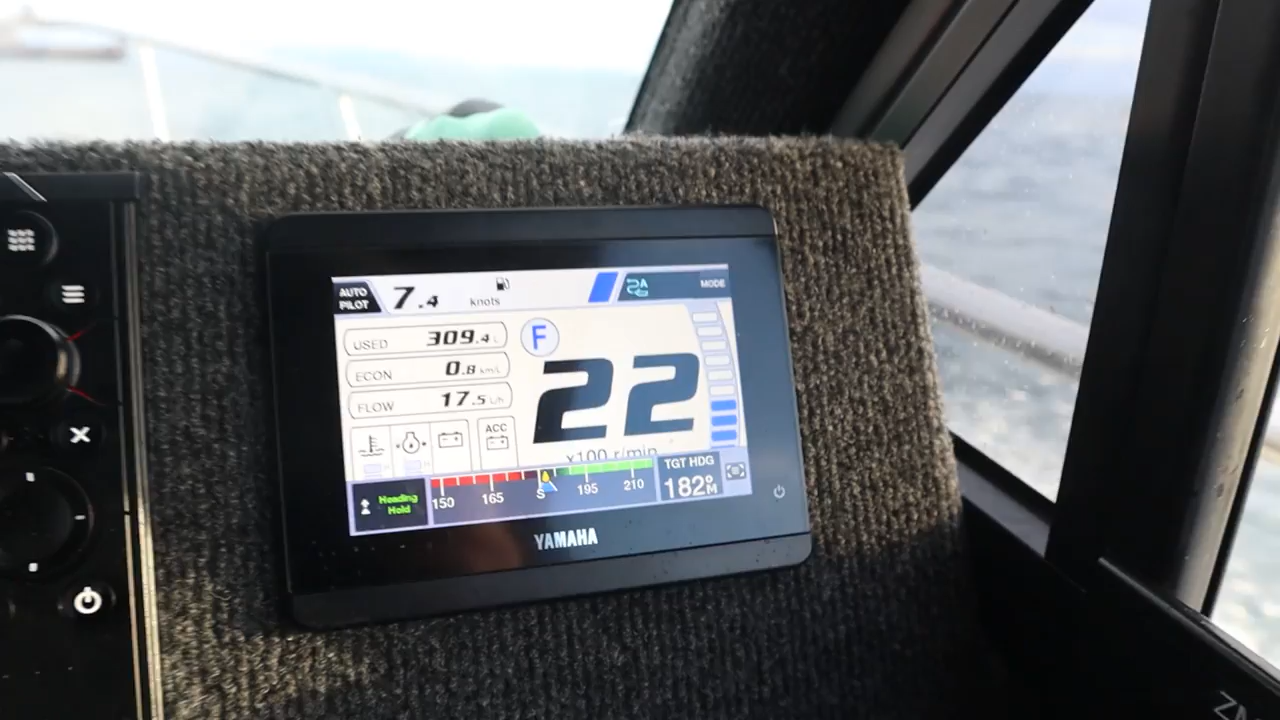 AUTO PILOT
7.4 knots
MODE
USED 309.4 L
F
ECON 0.8 km/L
FLOW 17.5 L/h
22
ACC
x100 r/min
Heading Hold
150 165 S 195 210
TGT HDG
182°M
YAMAHA